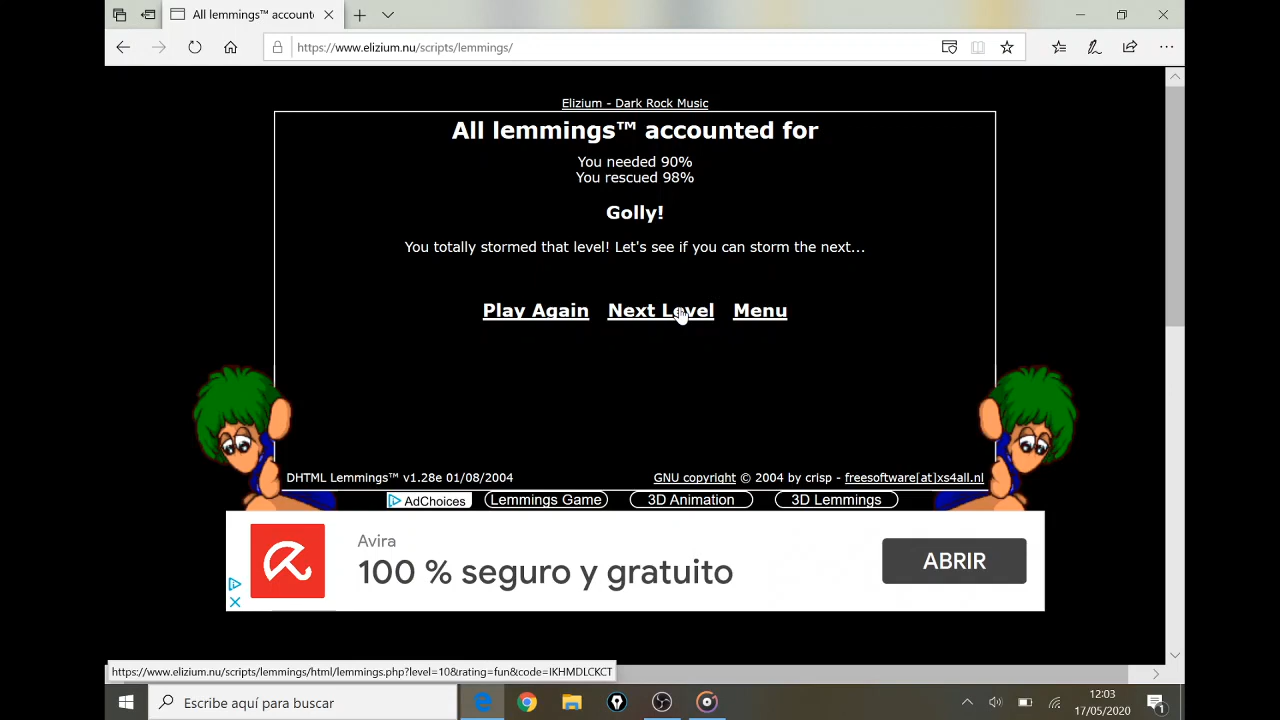 All lemmings™ account
https://www.elizium.nu/scripts/lemmings/
Elizium - Dark Rock Music
All lemmings™ accounted for
You needed 90%
You rescued 98%
Golly!
You totally stormed that level! Let's see if you can storm the next...
Play Again Next Level Menu
DHTML Lemmings™ v1.28e 01/08/2004
GNU copyright © 2004 by crisp - freesoftware[at]xs4all.nl
AdChoices Lemmings Game 3D Animation 3D Lemmings
Avira
100 % seguro y gratuito
ABRIR
https://www.elizium.nu/scripts/lemmings/html/lemmings.php?level=10&rating=fun&code=IKHMDLCKCT
Escribe aquí para buscar
12:03
17/05/2020
1